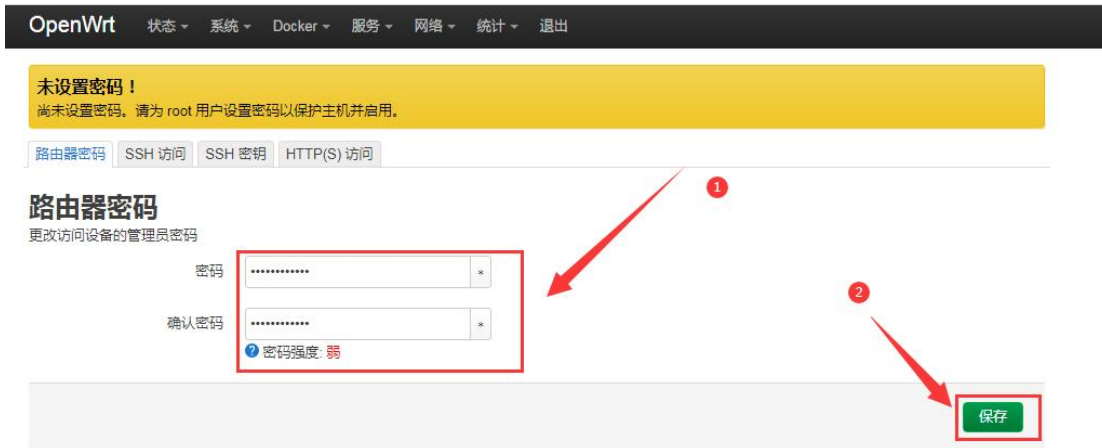 OpenWrt 状态 系统 Docker 服务 网络 统计 退出
未设置密码！
尚未设置密码。请为 root 用户设置密码以保护主机并启用。
路由器密码 SSH 访问 SSH 密钥 HTTP(S) 访问
1
路由器密码
更改访问设备的管理员密码
密码 •••••••••••• *
2
确认密码 •••••••••••• *
? 密码强度: 弱
保存